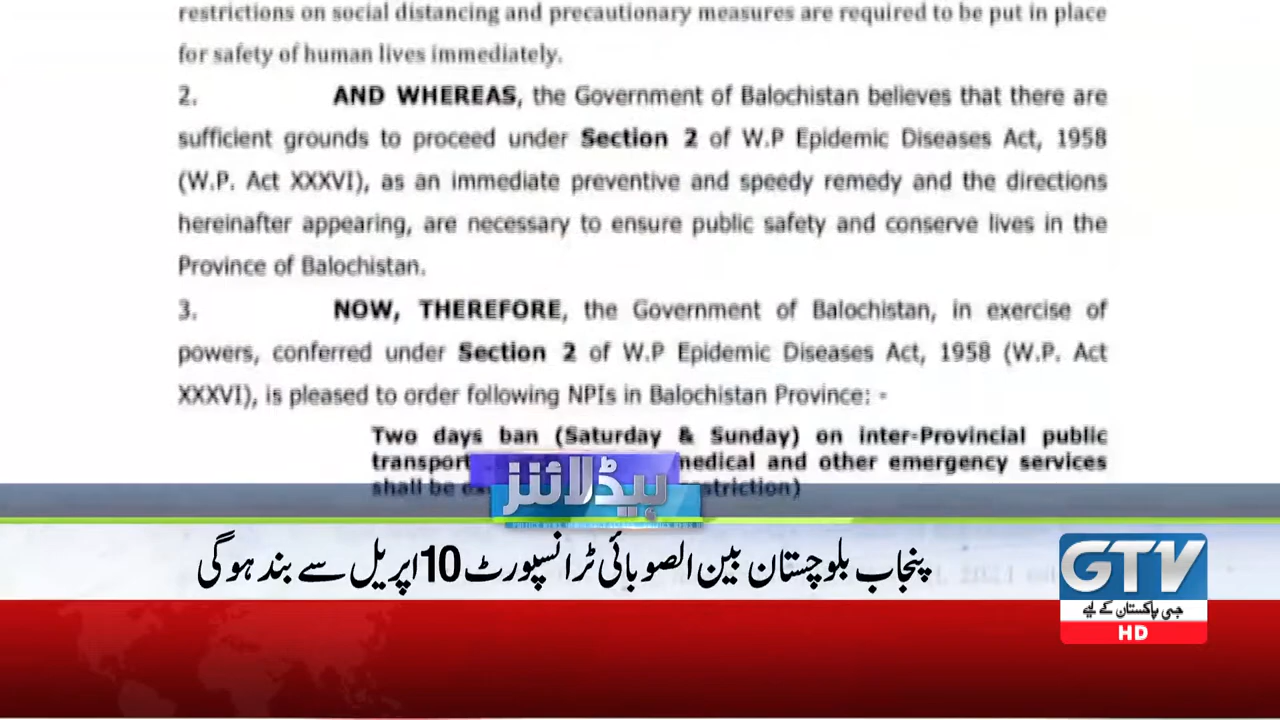 restrictions on social distancing and precautionary measures are required to be put in place
for safety of human lives immediately.
2. AND WHEREAS, the Government of Balochistan believes that there are
sufficient grounds to proceed under Section 2 of W.P Epidemic Diseases Act, 1958
(W.P. Act XXXVI), as an immediate preventive and speedy remedy and the directions
hereinafter appearing, are necessary to ensure public safety and conserve lives in the
Province of Balochistan.
3. NOW, THEREFORE, the Government of Balochistan, in exercise of
powers, conferred under Section 2 of W.P Epidemic Diseases Act, 1958 (W.P. Act
XXXVI), is pleased to order following NPIs in Balochistan Province: -
Two days ban (Saturday & Sunday) on inter-Provincial public
transport medical and other emergency services
shall be
ہیڈلائنز
پنجاب بلوچستان بین الصوبائی ٹرانسپورٹ 10 اپریل سے بند ہوگی
GTV
جی پاکستان کے لیے
HD